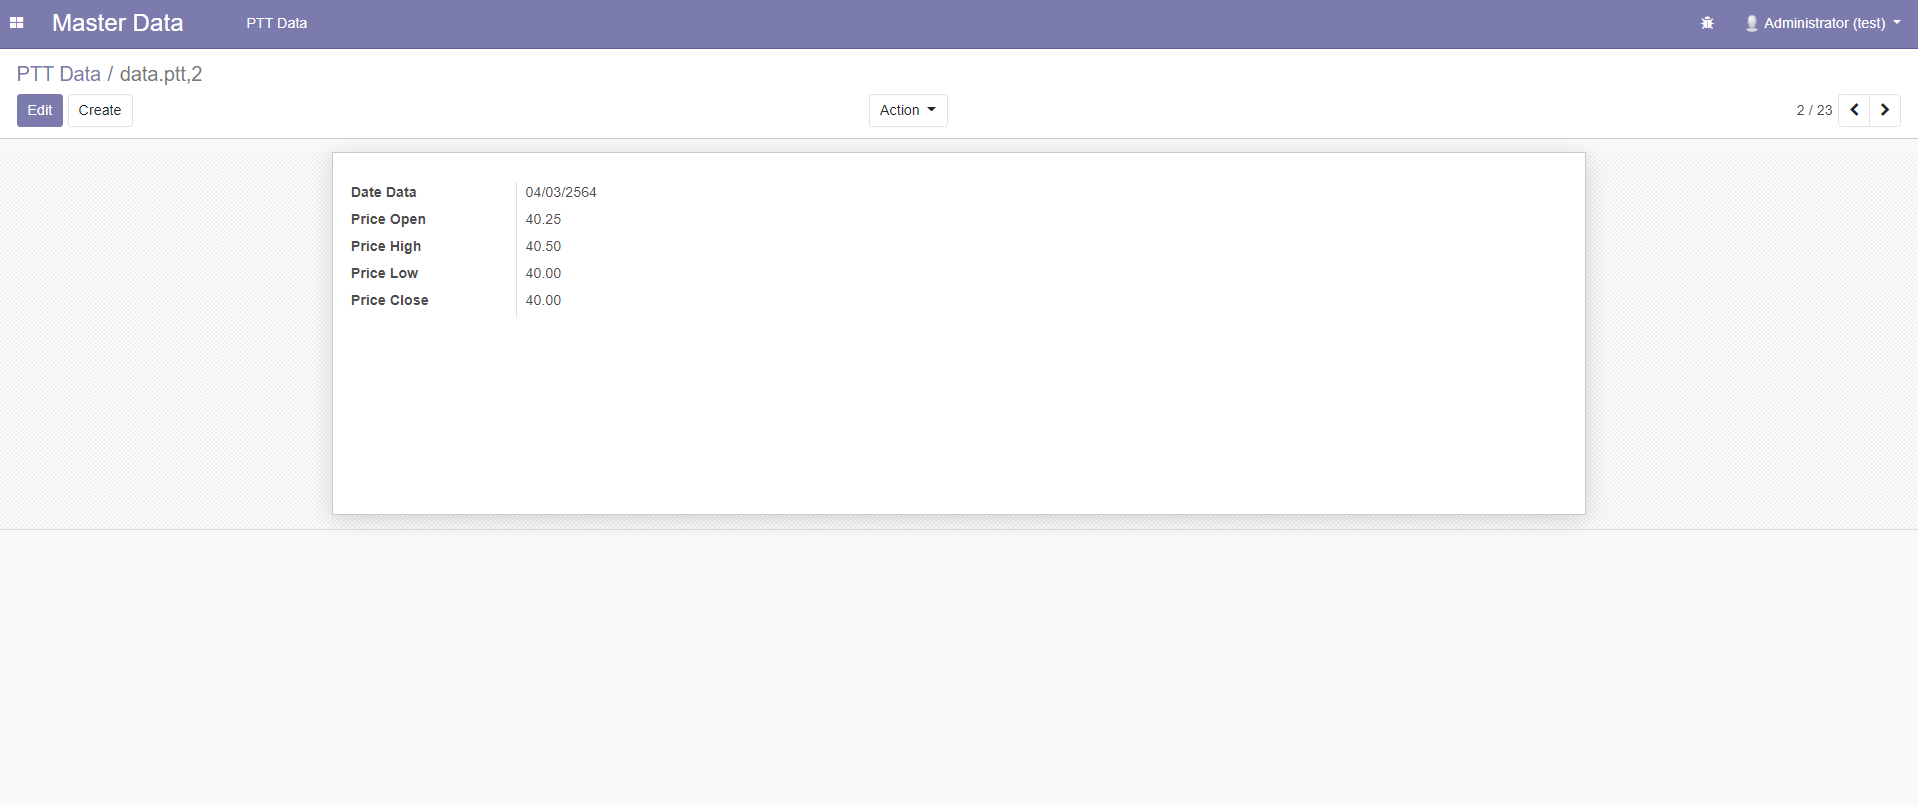 Master Data PTT Data Administrator (test)
PTT Data / data.ptt,2
Edit Create Action 2 / 23
Date Data 04/03/2564
Price Open 40.25
Price High 40.50
Price Low 40.00
Price Close 40.00